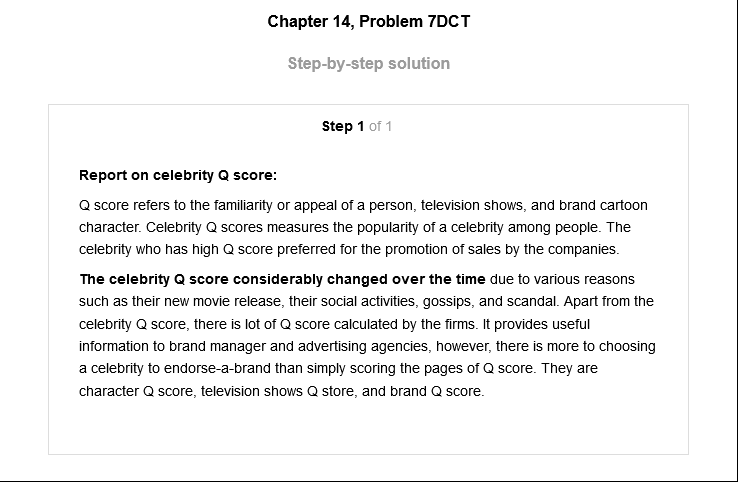 Chapter 14, Problem 7DCT
Step-by-step solution
Step 1 of 1
Report on celebrity Q score:
Q score refers to the familiarity or appeal of a person, television shows, and brand cartoon
character. Celebrity Q scores measures the popularity of a celebrity among people. The
celebrity who has high Q score preferred for the promotion of sales by the companies.
The celebrity Q score considerably changed over the time due to various reasons
such as their new movie release, their social activities, gossips, and scandal. Apart from the
celebrity Q score, there is lot of Q score calculated by the firms. It provides useful
information to brand manager and advertising agencies, however, there is more to choosing
a celebrity to endorse-a-brand than simply scoring the pages of Q score. They are
character Q score, television shows Q store, and brand Q score.